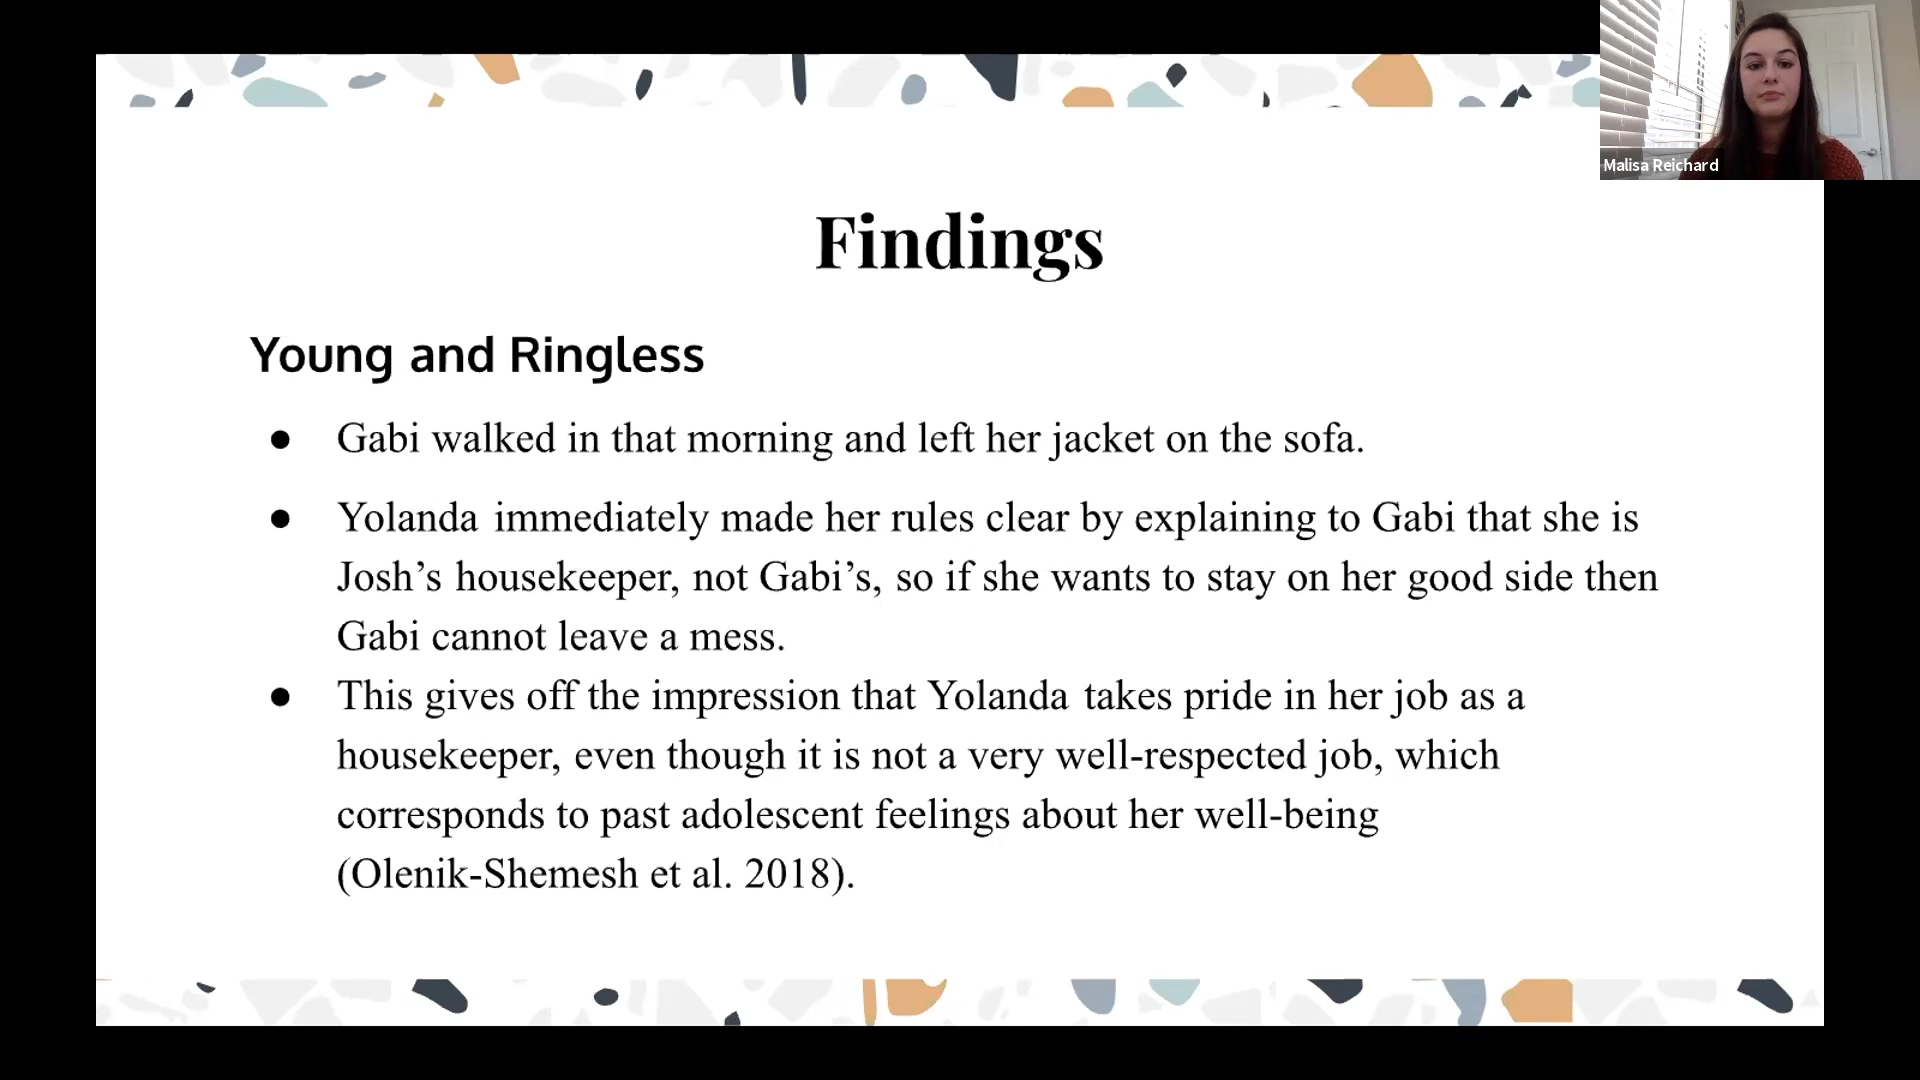 Malisa Reichard
Findings
Young and Ringless
● Gabi walked in that morning and left her jacket on the sofa.
● Yolanda immediately made her rules clear by explaining to Gabi that she is
Josh’s housekeeper, not Gabi’s, so if she wants to stay on her good side then
Gabi cannot leave a mess.
● This gives off the impression that Yolanda takes pride in her job as a
housekeeper, even though it is not a very well-respected job, which
corresponds to past adolescent feelings about her well-being
(Olenik-Shemesh et al. 2018).